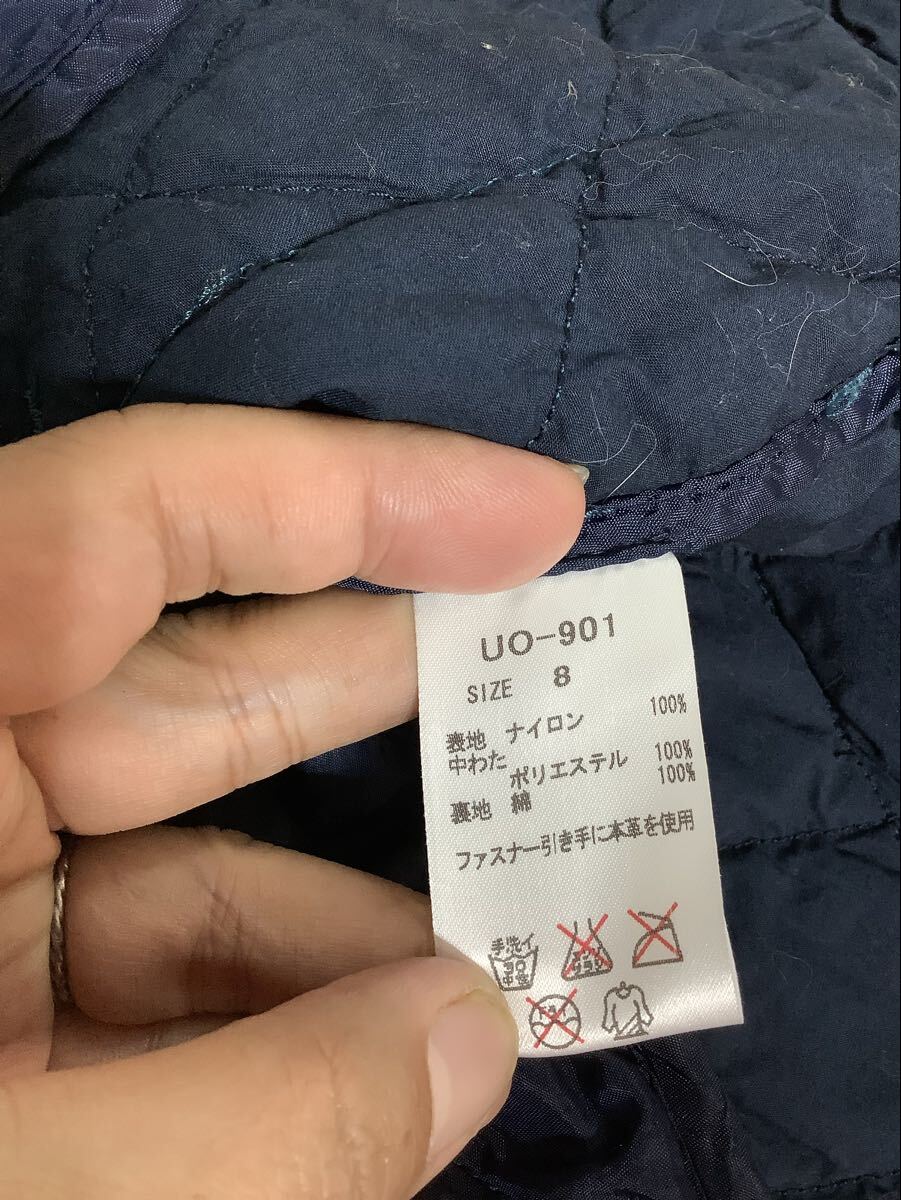 UO-901
SIZE 8
表地 ナイロン 100%
中わた
ポリエステル 100%
裏地 綿 100%
ファスナー引き手に本革を使用
手洗イ
30